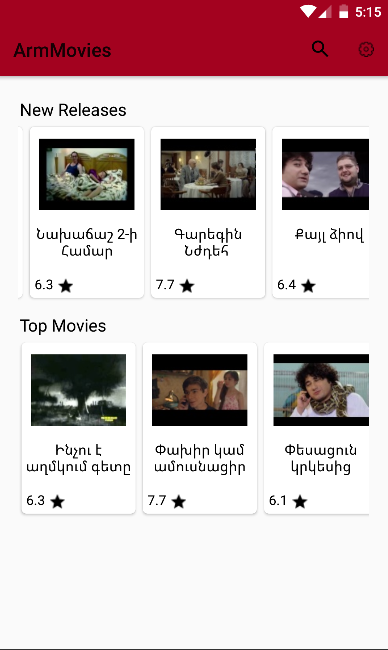 5:15
ArmMovies
New Releases
Նախաճաշ 2-ի
Համար
6.3
Գարեգին
Նժդեհ
7.7
Քայլ ձիով
6.4
Top Movies
Ինչու է
աղմկում գետը
6.3
Փախիր կամ
ամուսնացիր
7.7
Փեսացուն
կրկեսից
6.1